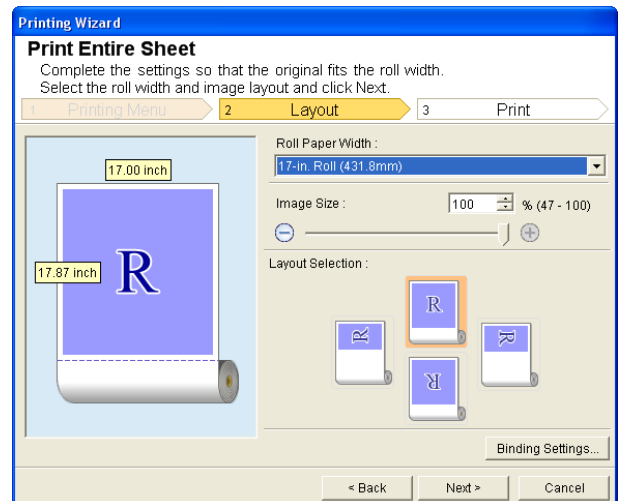 Printing Wizard
Print Entire Sheet
Complete the settings so that the original fits the roll width.
Select the roll width and image layout and click Next.
1 Printing Menu 2 Layout 3 Print
Roll Paper Width :
17-in. Roll (431.8mm)
17.00 inch
Image Size : 100 % (47 - 100)
17.87 inch
R
Layout Selection :
R
R
R
R
Binding Settings...
< Back Next > Cancel